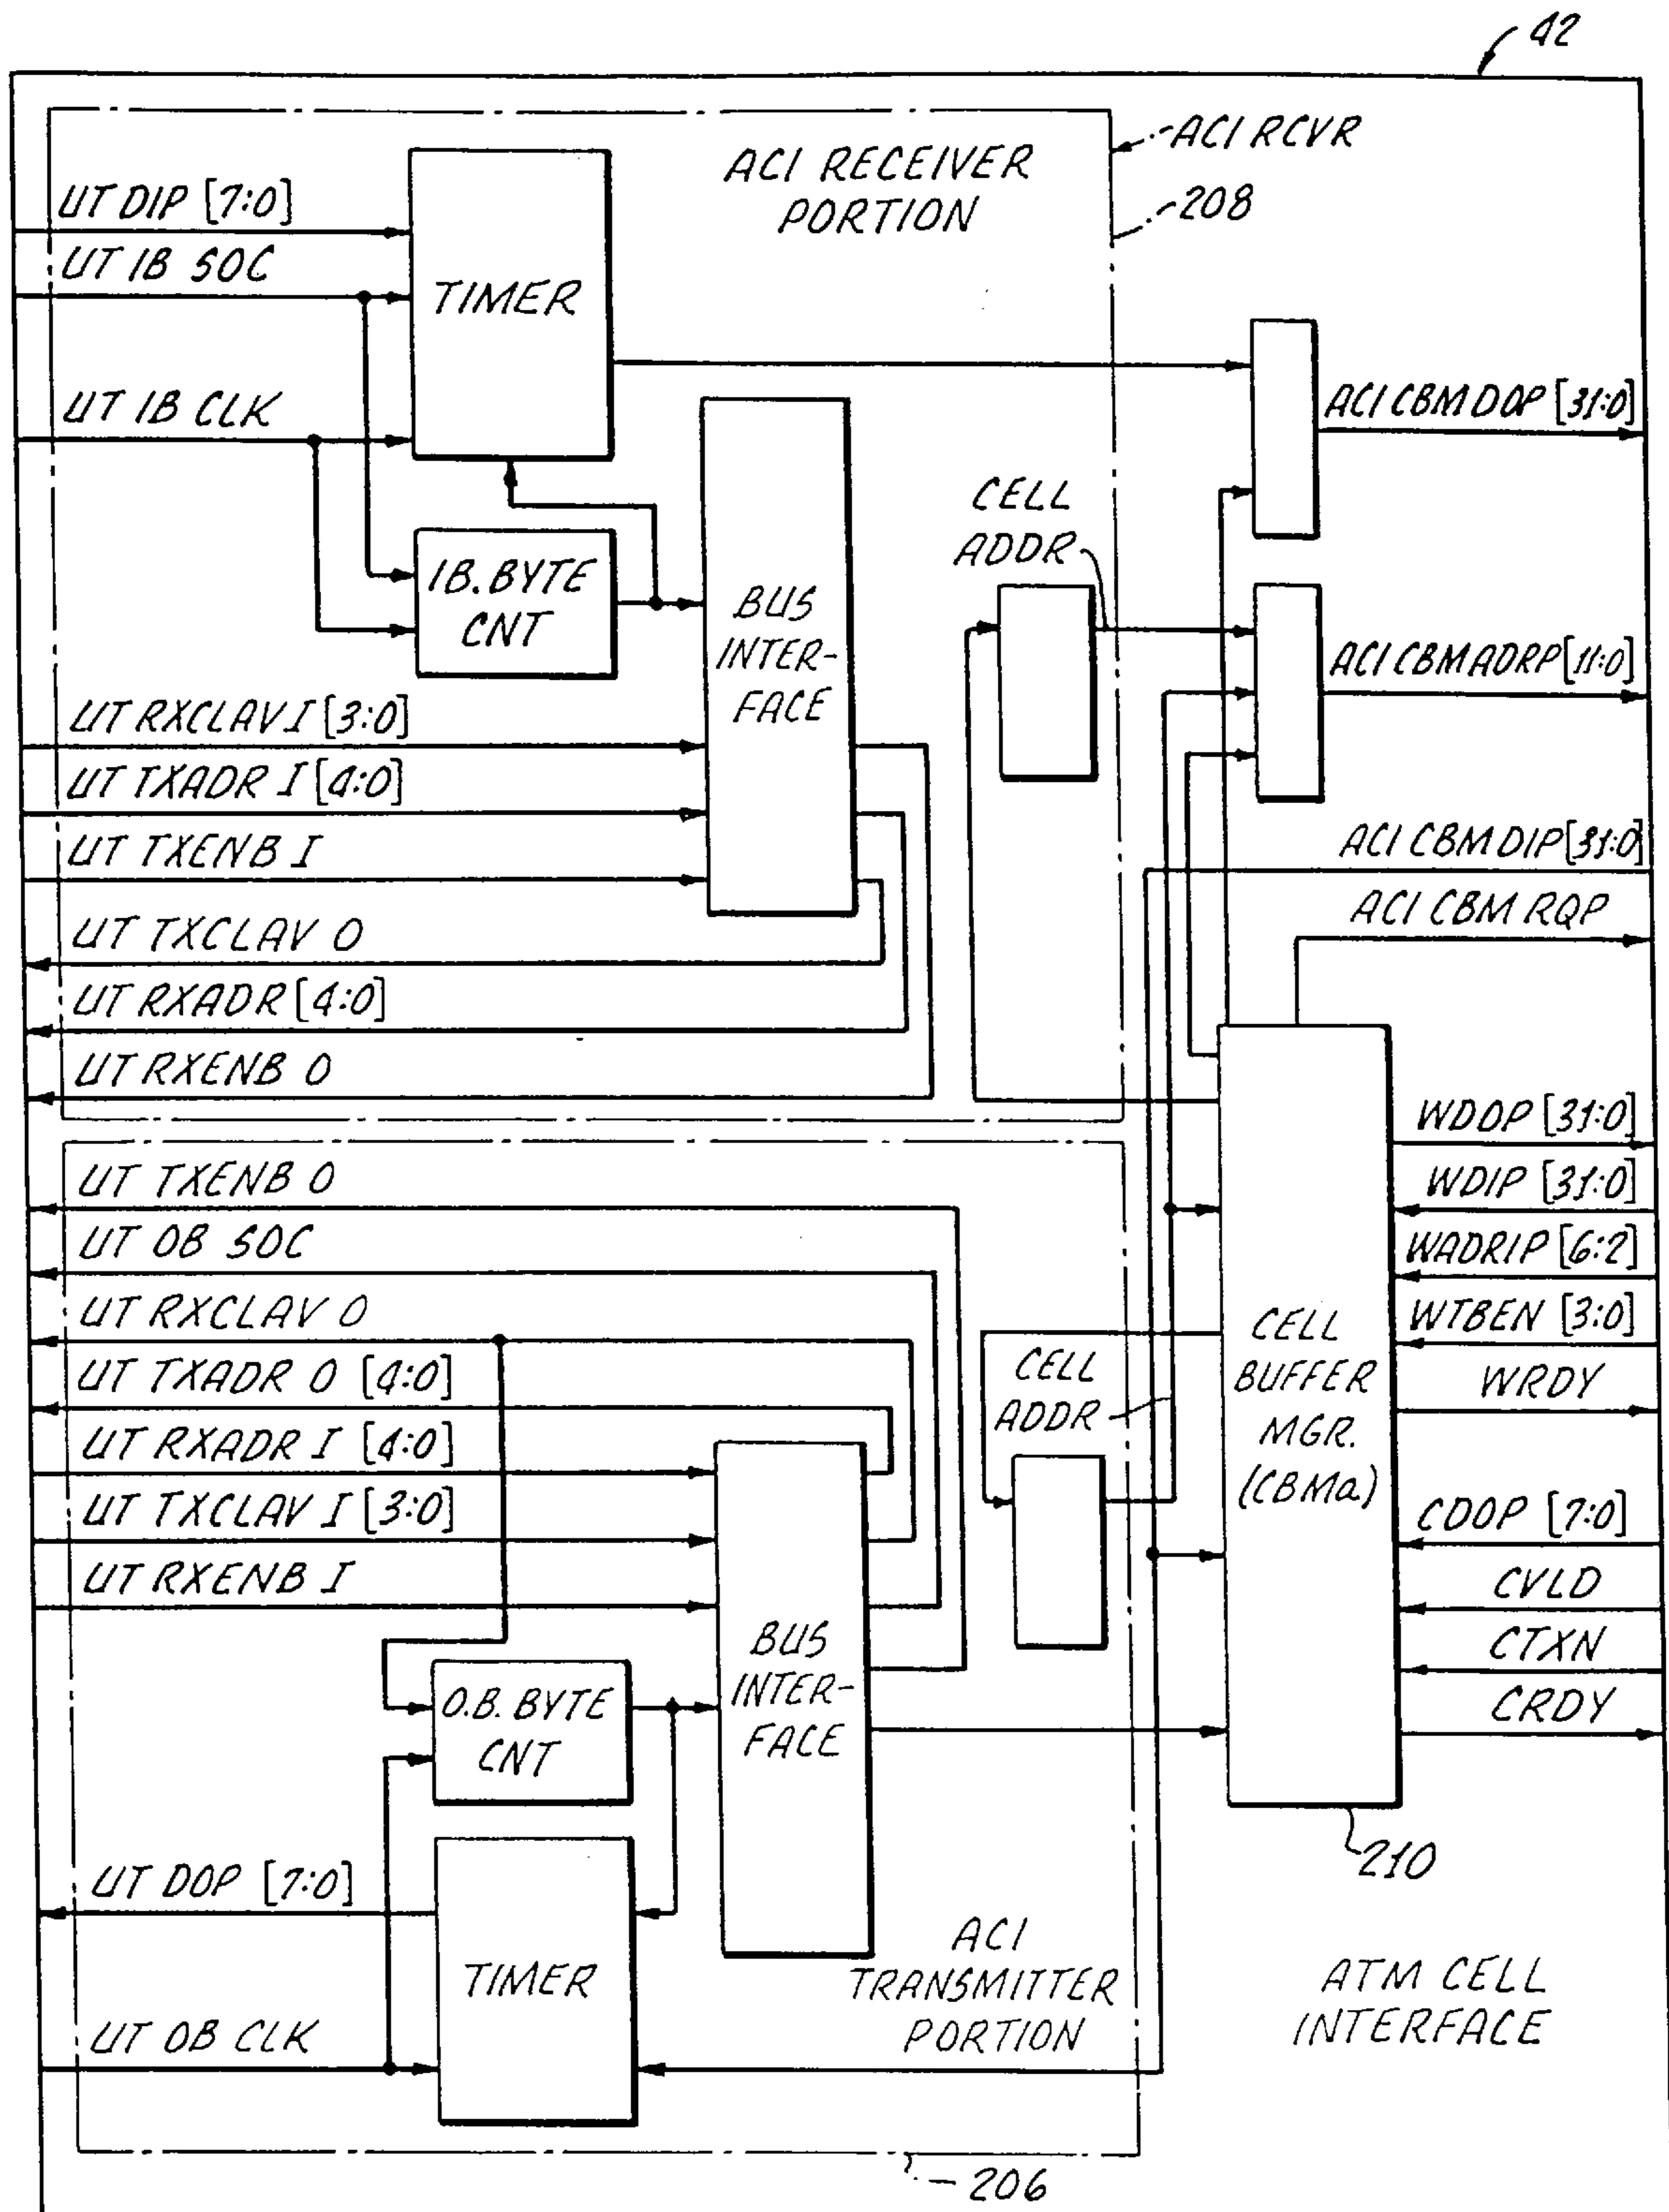 42
ACI RCVR
208
ACI RECEIVER
PORTION
UT DIP [7:0]
UT IB SOC
UT IB CLK
TIMER
IB. BYTE
CNT
BUS
INTER-
FACE
CELL
ADDR
ACI CBM DOP [31:0]
ACI CBM ADRP [11:0]
ACI CBM DIP [31:0]
ACI CBM RQP
UT RXCLAV I [3:0]
UT TXADR I [4:0]
UT TXENB I
UT TXCLAV O
UT RXADR [4:0]
UT RXENB O
UT TXENB O
UT OB SOC
UT RXCLAV O
UT TXADR O [4:0]
UT RXADR I [4:0]
UT TXCLAV I [3:0]
UT RXENB I
O.B. BYTE
CNT
BUS
INTER-
FACE
CELL
ADDR
CELL
BUFFER
MGR.
(CBMa)
WDOP [31:0]
WDIP [31:0]
WADRIP [6:2]
WTBEN [3:0]
WRDY
CDOP [7:0]
CVLD
CTXN
CRDY
210
UT DOP [7:0]
UT OB CLK
TIMER
ACI
TRANSMITTER
PORTION
ATM CELL
INTERFACE
206